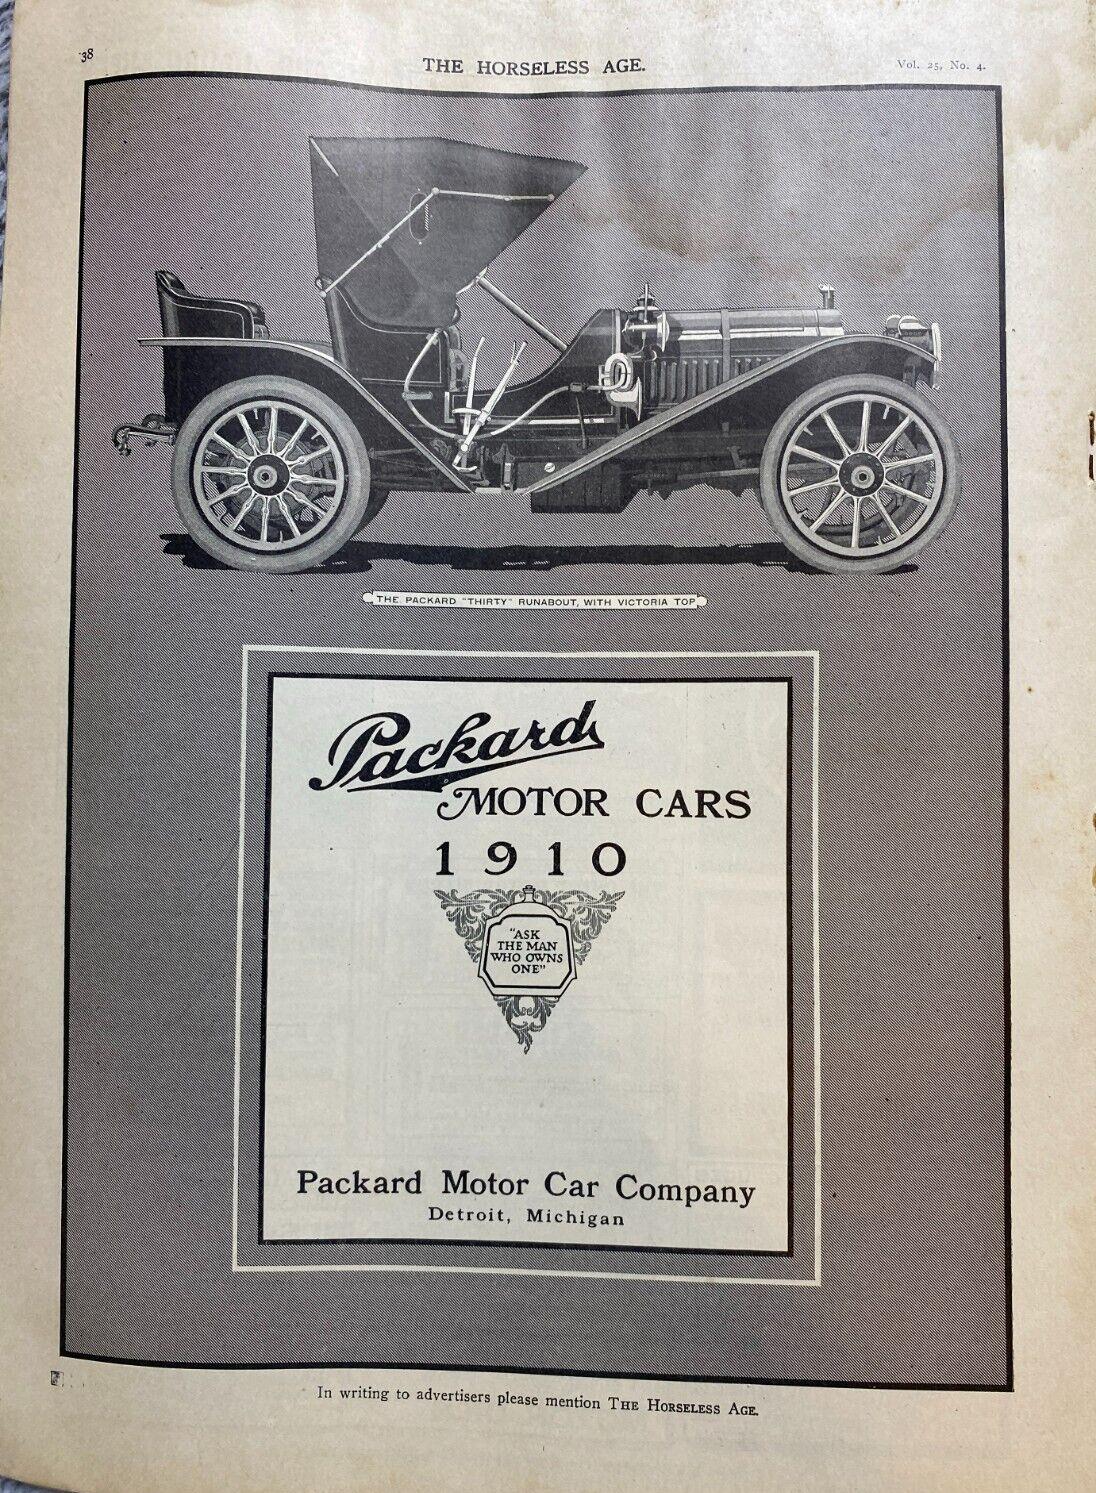 38
THE HORSELESS AGE.
Vol. 25, No. 4.
THE PACKARD "THIRTY" RUNABOUT, WITH VICTORIA TOP
Packard
MOTOR CARS
1910
"ASK
THE MAN
WHO OWNS
ONE"
Packard Motor Car Company
Detroit, Michigan
In writing to advertisers please mention THE HORSELESS AGE.